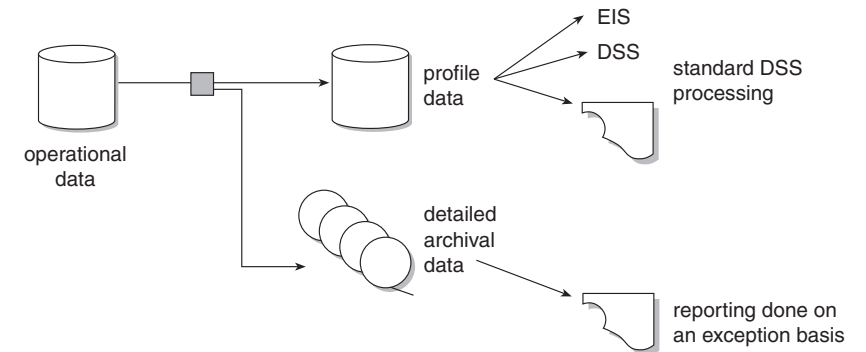 EIS
DSS
profile
data
standard DSS
processing
operational
data
detailed
archival
data
reporting done on
an exception basis